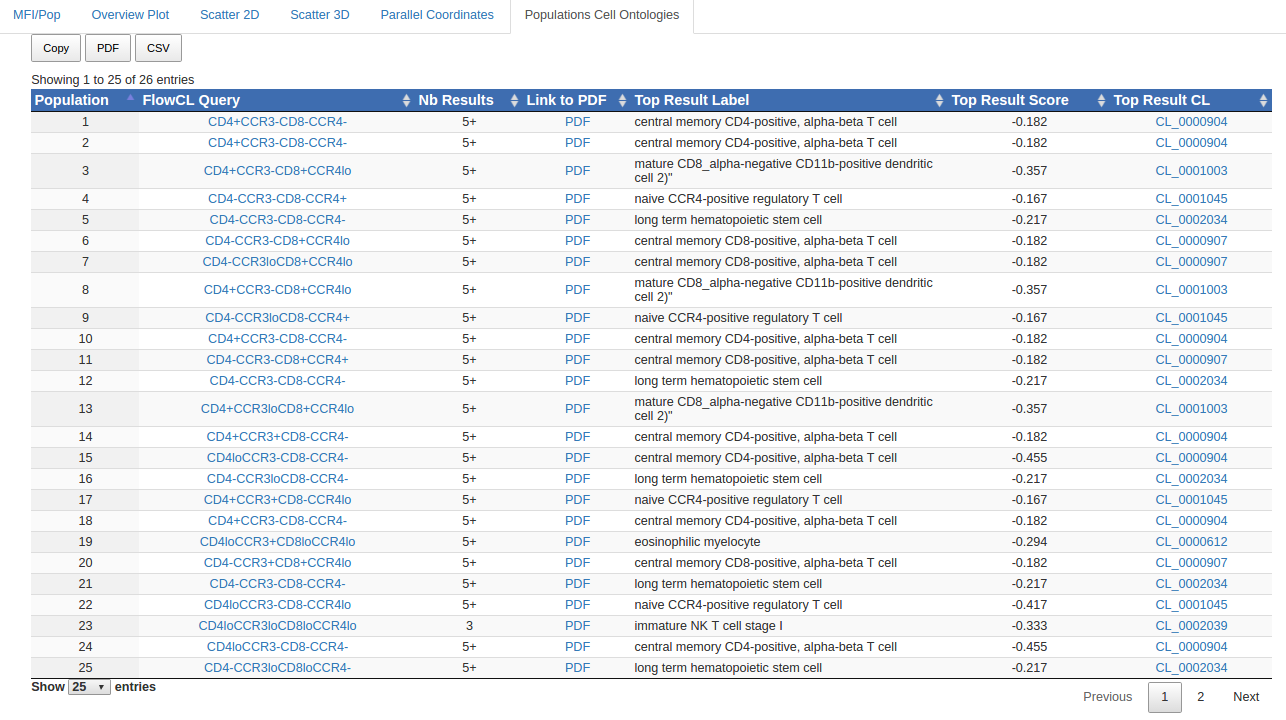 MFI/Pop Overview Plot Scatter 2D Scatter 3D Parallel Coordinates Populations Cell Ontologies
Copy PDF CSV
Showing 1 to 25 of 26 entries
Population FlowCL Query Nb Results Link to PDF Top Result Label Top Result Score Top Result CL
1 CD4+CCR3-CD8-CCR4- 5+ PDF central memory CD4-positive, alpha-beta T cell -0.182 CL_0000904
2 CD4+CCR3-CD8-CCR4- 5+ PDF central memory CD4-positive, alpha-beta T cell -0.182 CL_0000904
3 CD4+CCR3-CD8+CCR4lo 5+ PDF mature CD8_alpha-negative CD11b-positive dendritic -0.357 CL_0001003
cell 2)"
4 CD4-CCR3-CD8-CCR4+ 5+ PDF naive CCR4-positive regulatory T cell -0.167 CL_0001045
5 CD4-CCR3-CD8-CCR4- 5+ PDF long term hematopoietic stem cell -0.217 CL_0002034
6 CD4-CCR3-CD8+CCR4lo 5+ PDF central memory CD8-positive, alpha-beta T cell -0.182 CL_0000907
7 CD4-CCR3loCD8+CCR4lo 5+ PDF central memory CD8-positive, alpha-beta T cell -0.182 CL_0000907
8 CD4+CCR3-CD8+CCR4lo 5+ PDF mature CD8_alpha-negative CD11b-positive dendritic -0.357 CL_0001003
cell 2)"
9 CD4-CCR3loCD8-CCR4+ 5+ PDF naive CCR4-positive regulatory T cell -0.167 CL_0001045
10 CD4+CCR3-CD8-CCR4- 5+ PDF central memory CD4-positive, alpha-beta T cell -0.182 CL_0000904
11 CD4-CCR3-CD8+CCR4+ 5+ PDF central memory CD8-positive, alpha-beta T cell -0.182 CL_0000907
12 CD4-CCR3-CD8-CCR4- 5+ PDF long term hematopoietic stem cell -0.217 CL_0002034
13 CD4+CCR3loCD8+CCR4lo 5+ PDF mature CD8_alpha-negative CD11b-positive dendritic -0.357 CL_0001003
cell 2)"
14 CD4+CCR3+CD8-CCR4- 5+ PDF central memory CD4-positive, alpha-beta T cell -0.182 CL_0000904
15 CD4loCCR3-CD8-CCR4- 5+ PDF central memory CD4-positive, alpha-beta T cell -0.455 CL_0000904
16 CD4-CCR3loCD8-CCR4- 5+ PDF long term hematopoietic stem cell -0.217 CL_0002034
17 CD4+CCR3+CD8-CCR4lo 5+ PDF naive CCR4-positive regulatory T cell -0.167 CL_0001045
18 CD4+CCR3-CD8-CCR4- 5+ PDF central memory CD4-positive, alpha-beta T cell -0.182 CL_0000904
19 CD4loCCR3+CD8loCCR4lo 5+ PDF eosinophilic myelocyte -0.294 CL_0000612
20 CD4-CCR3+CD8+CCR4lo 5+ PDF central memory CD8-positive, alpha-beta T cell -0.182 CL_0000907
21 CD4-CCR3-CD8-CCR4- 5+ PDF long term hematopoietic stem cell -0.217 CL_0002034
22 CD4loCCR3-CD8-CCR4lo 5+ PDF naive CCR4-positive regulatory T cell -0.417 CL_0001045
23 CD4loCCR3loCD8loCCR4lo 3 PDF immature NK T cell stage I -0.333 CL_0002039
24 CD4loCCR3-CD8-CCR4- 5+ PDF central memory CD4-positive, alpha-beta T cell -0.455 CL_0000904
25 CD4-CCR3loCD8loCCR4- 5+ PDF long term hematopoietic stem cell -0.217 CL_0002034
Show 25 entries
Previous 1 2 Next